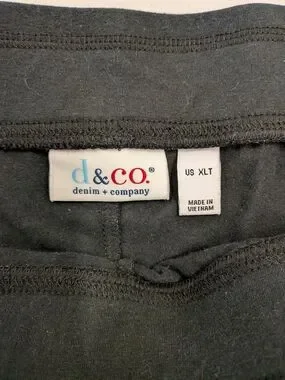 d&co.®
denim + company
US XLT
MADE IN
VIETNAM